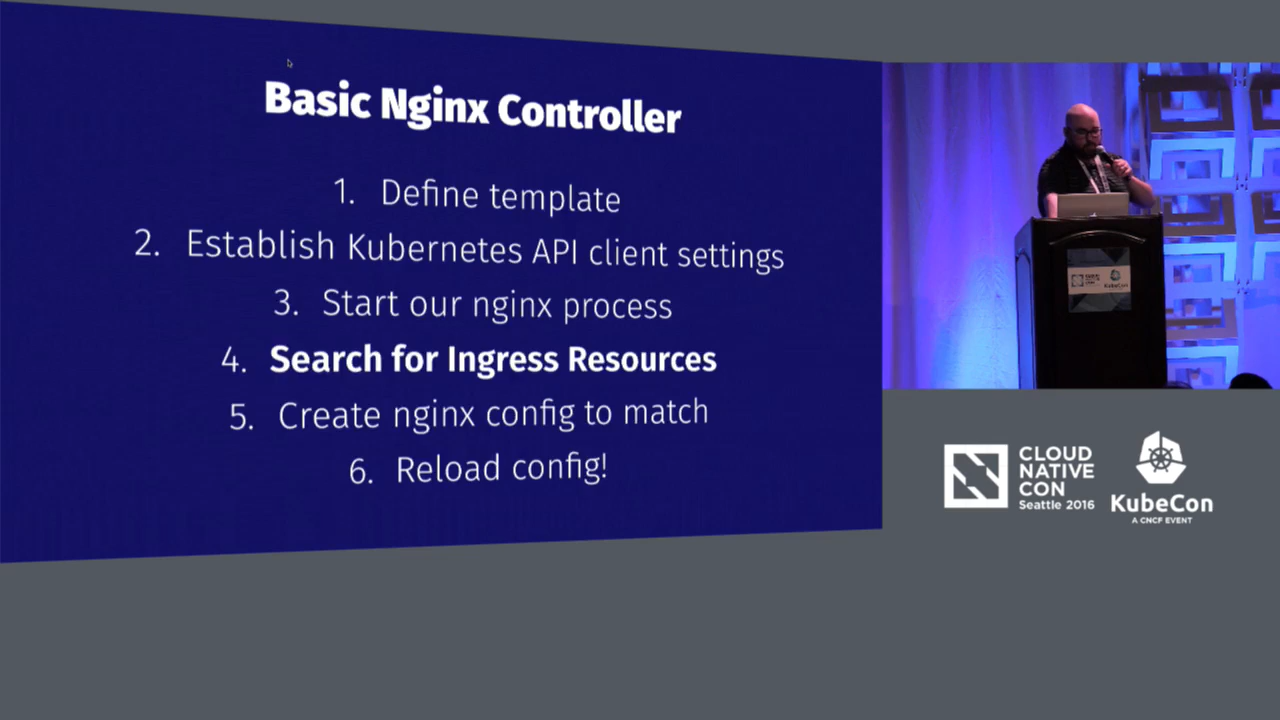 Basic Nginx Controller
1. Define template
2. Establish Kubernetes API client settings
3. Start our nginx process
4. Search for Ingress Resources
5. Create nginx config to match
6. Reload config!
KubeCon
CLOUD
NATIVE
CON
Seattle 2016
KubeCon
A CNCF EVENT